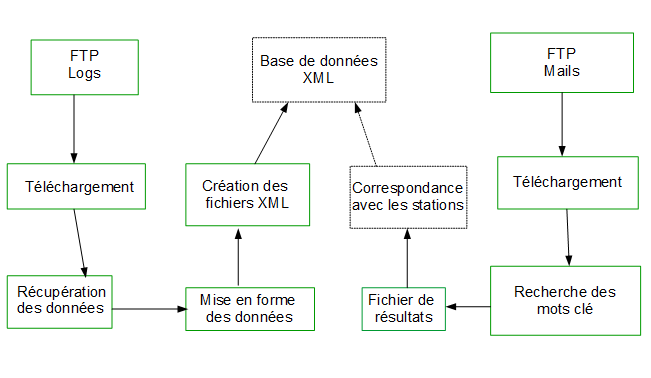 FTP
Logs
Base de données
XML
FTP
Mails
Téléchargement
Création des
fichiers XML
Correspondance
avec les stations
Téléchargement
Récupération
des données
Mise en forme
des données
Fichier de
résultats
Recherche des
mots clé